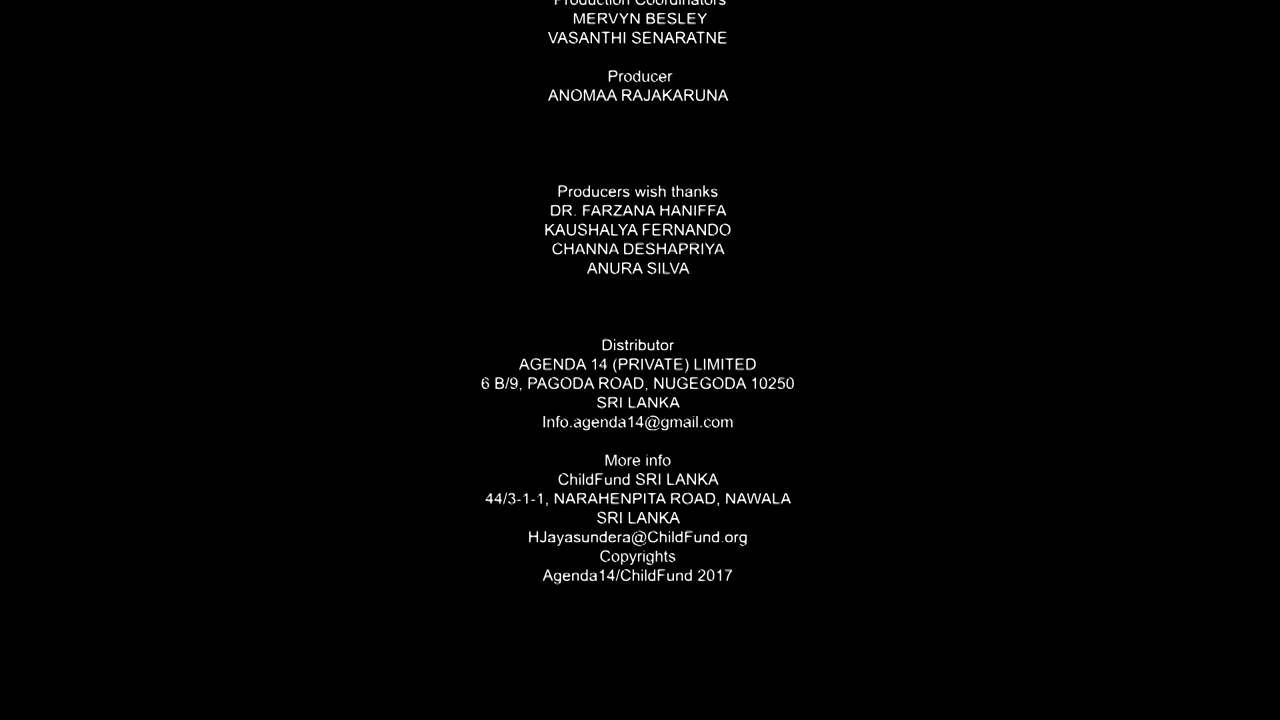 Production Coordinators
MERVYN BESLEY
VASANTHI SENARATNE
Producer
ANOMAA RAJAKARUNA
Producers wish thanks
DR. FARZANA HANIFFA
KAUSHALYA FERNANDO
CHANNA DESHAPRIYA
ANURA SILVA
Distributor
AGENDA 14 (PRIVATE) LIMITED
6 B/9, PAGODA ROAD, NUGEGODA 10250
SRI LANKA
Info.agenda14@gmail.com
More info
ChildFund SRI LANKA
44/3-1-1, NARAHENPITA ROAD, NAWALA
SRI LANKA
HJayasundera@ChildFund.org
Copyrights
Agenda14/ChildFund 2017